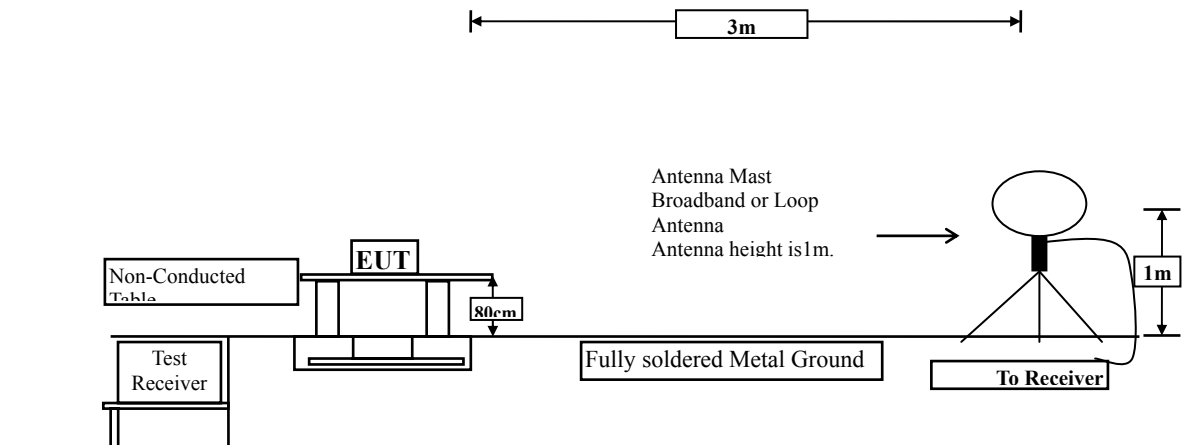 3m
Antenna Mast
Broadband or Loop
Antenna
Antenna height is1m.
EUT
Non-Conducted
Table
80cm
1m
Test
Receiver
Fully soldered Metal Ground
To Receiver